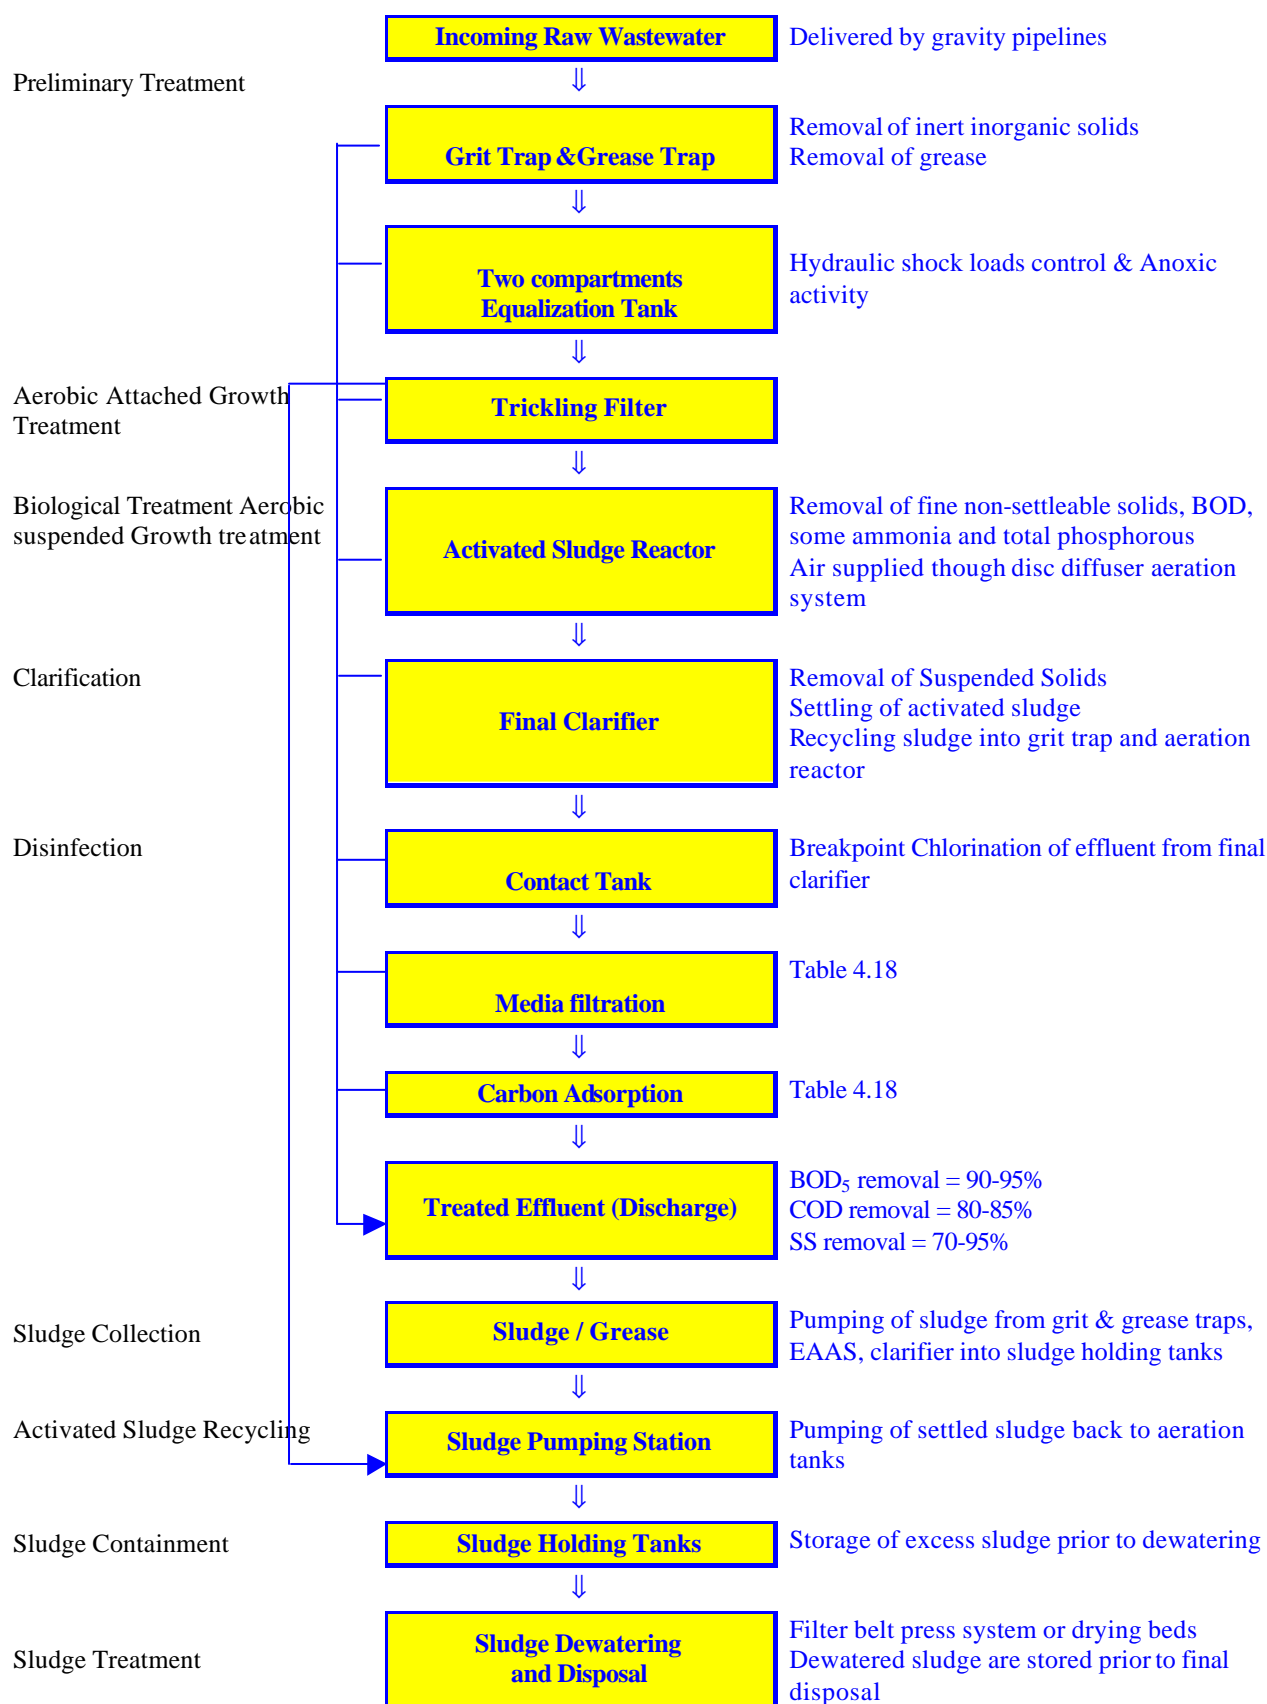 Incoming Raw Wastewater
Delivered by gravity pipelines
Preliminary Treatment
⇓
Grit Trap &Grease Trap
Removal of inert inorganic solids
Removal of grease
⇓
Two compartments
Equalization Tank
Hydraulic shock loads control & Anoxic
activity
⇓
Aerobic Attached Growth
Treatment
Trickling Filter
⇓
Biological Treatment Aerobic
suspended Growth treatment
Activated Sludge Reactor
Removal of fine non-settleable solids, BOD,
some ammonia and total phosphorous
Air supplied though disc diffuser aeration
system
⇓
Clarification
Final Clarifier
Removal of Suspended Solids
Settling of activated sludge
Recycling sludge into grit trap and aeration
reactor
⇓
Disinfection
Contact Tank
Breakpoint Chlorination of effluent from final
clarifier
⇓
Media filtration
Table 4.18
⇓
Carbon Adsorption
Table 4.18
⇓
Treated Effluent (Discharge)
BOD₅ removal = 90-95%
COD removal = 80-85%
SS removal = 70-95%
⇓
Sludge Collection
Sludge / Grease
Pumping of sludge from grit & grease traps,
EAAS, clarifier into sludge holding tanks
⇓
Activated Sludge Recycling
Sludge Pumping Station
Pumping of settled sludge back to aeration
tanks
⇓
Sludge Containment
Sludge Holding Tanks
Storage of excess sludge prior to dewatering
⇓
Sludge Treatment
Sludge Dewatering
and Disposal
Filter belt press system or drying beds
Dewatered sludge are stored prior to final
disposal